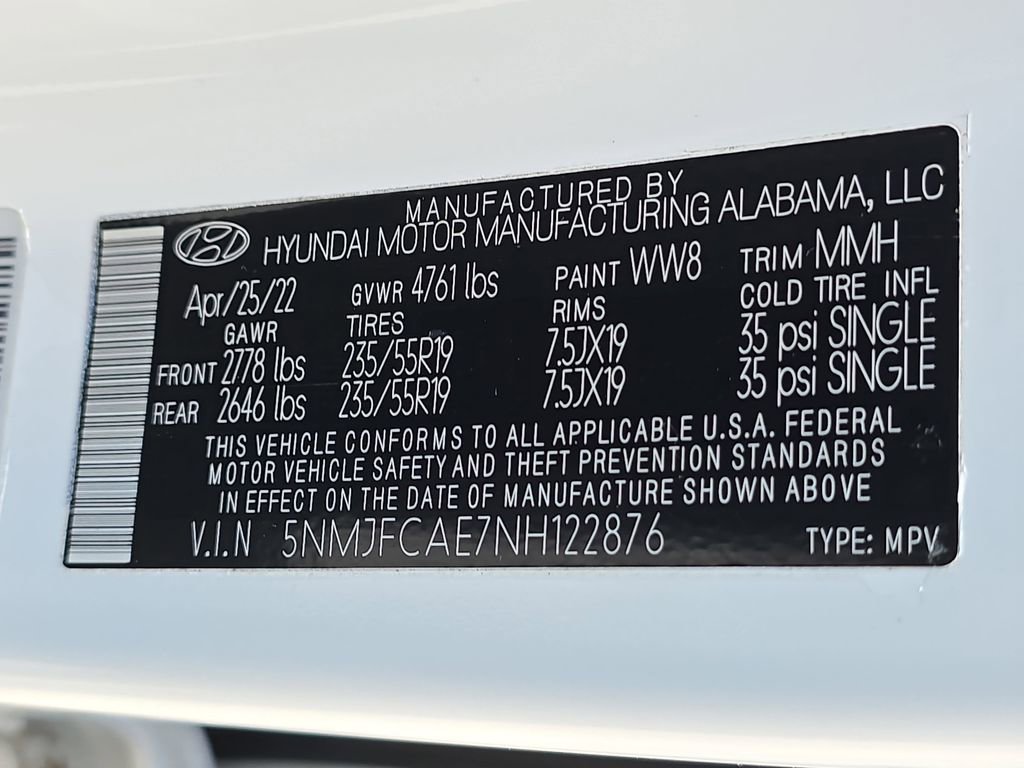 MANUFACTURED BY
HYUNDAI MOTOR MANUFACTURING ALABAMA, LLC
Apr/25/22 GVWR 4761 lbs PAINT WW8 TRIM MMH
GAWR TIRES RIMS COLD TIRE INFL
FRONT 2778 lbs 235/55R19 7.5JX19 35 psi SINGLE
REAR 2646 lbs 235/55R19 7.5JX19 35 psi SINGLE
THIS VEHICLE CONFORMS TO ALL APPLICABLE U.S.A. FEDERAL
MOTOR VEHICLE SAFETY AND THEFT PREVENTION STANDARDS
IN EFFECT ON THE DATE OF MANUFACTURE SHOWN ABOVE
V.I.N 5NMJFCAE7NH122876 TYPE: MPV